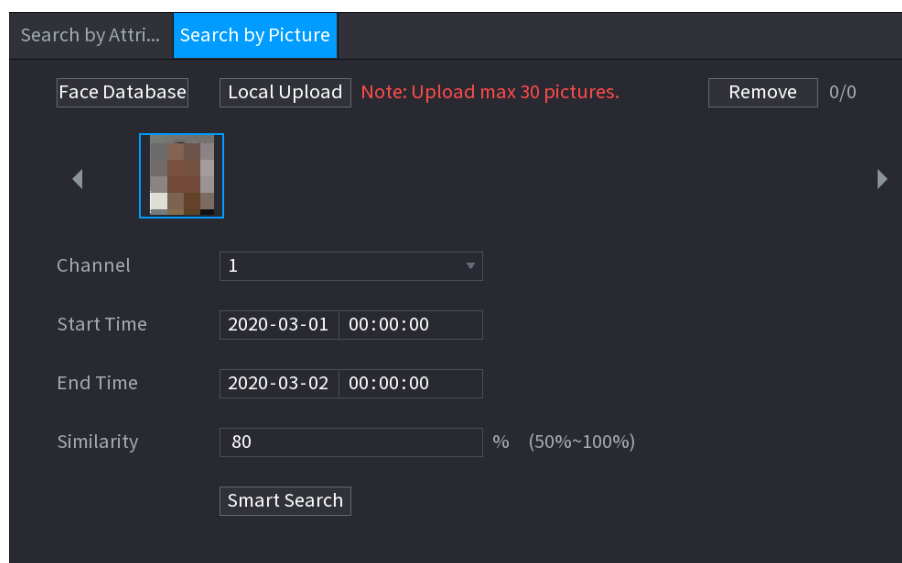 Search by Attri... Search by Picture
Face Database Local Upload Note: Upload max 30 pictures. Remove 0/0
Channel 1
Start Time 2020-03-01 00:00:00
End Time 2020-03-02 00:00:00
Similarity 80 % (50%~100%)
Smart Search